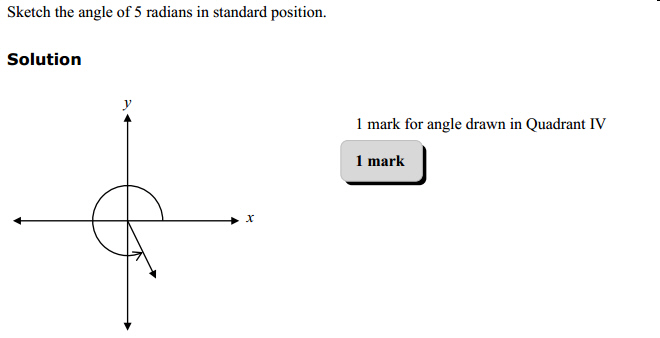 Sketch the angle of 5 radians in standard position.
Solution
y
1 mark for angle drawn in Quadrant IV
1 mark
x